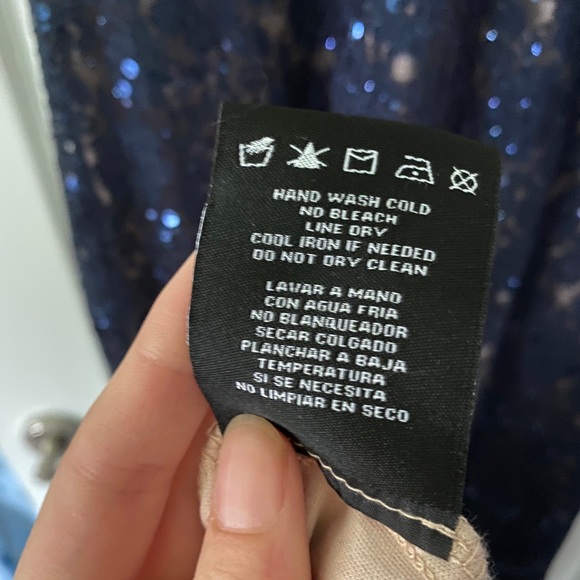 HAND WASH COLD
NO BLEACH
LINE DRY
COOL IRON IF NEEDED
DO NOT DRY CLEAN
LAVAR A MANO
CON AGUA FRIA
NO BLANQUEADOR
SECAR COLGADO
PLANCHAR A BAJA
TEMPERATURA
SI SE NECESITA
NO LIMPIAR EN SECO